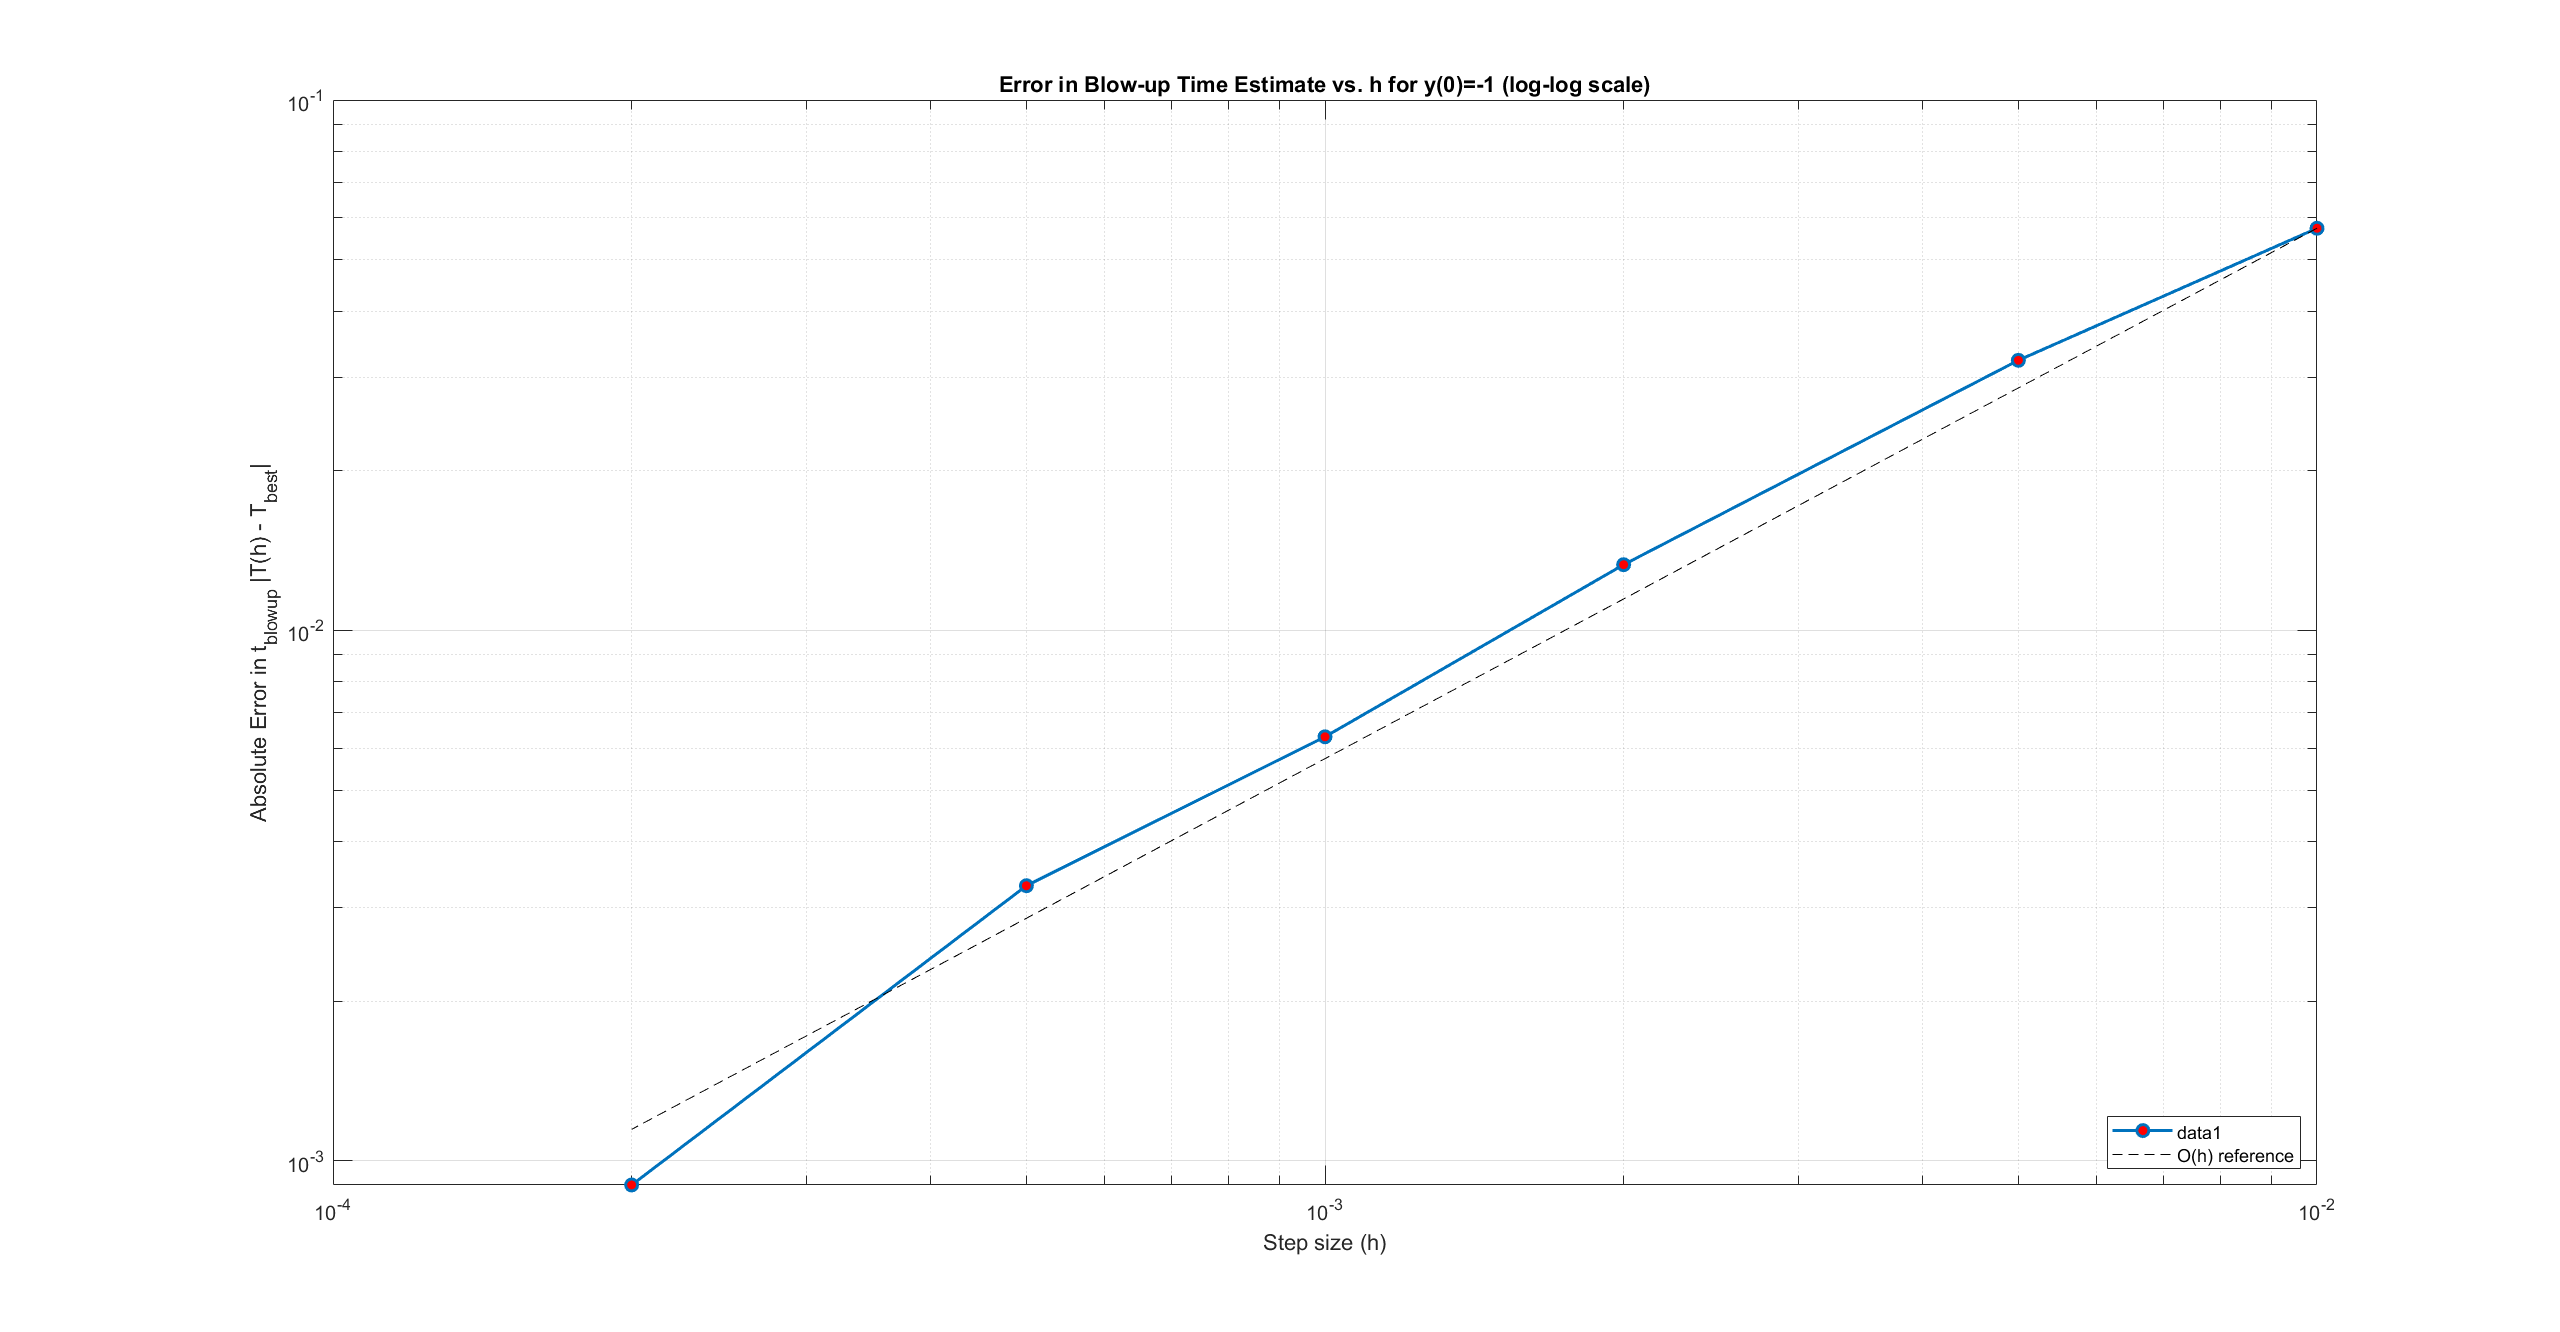 Error in Blow-up Time Estimate vs. h for y(0)=-1 (log-log scale)
10^-1
10^-2
10^-3
Absolute Error in t_blowup |T(h) - T_best|
10^-4
10^-3
10^-2
Step size (h)
data1
O(h) reference